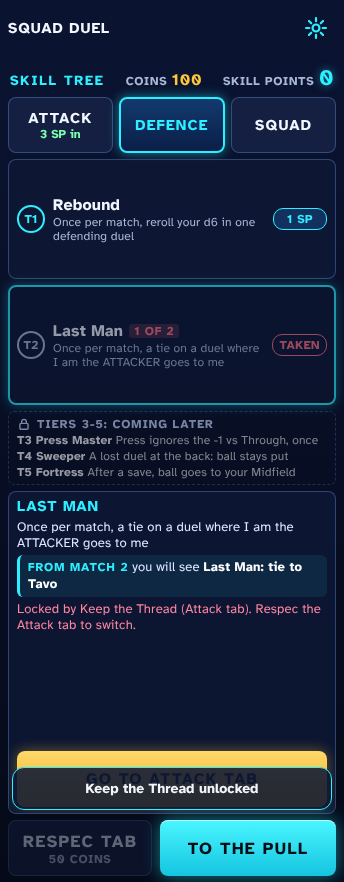 SQUAD DUEL
SKILL TREE COINS 100 SKILL POINTS 0
ATTACK
3 SP in
DEFENCE
SQUAD
T1
Rebound
Once per match, reroll your d6 in one
defending duel
1 SP
T2
Last Man 1 OF 2
Once per match, a tie on a duel where
I am the ATTACKER goes to me
TAKEN
TIERS 3-5: COMING LATER
T3 Press Master Press ignores the -1 vs Through, once
T4 Sweeper A lost duel at the back: ball stays put
T5 Fortress After a save, ball goes to your Midfield
LAST MAN
Once per match, a tie on a duel where I am the
ATTACKER goes to me
FROM MATCH 2 you will see Last Man: tie to
Tavo
Locked by Keep the Thread (Attack tab). Respec the
Attack tab to switch.
GO TO ATTACK TAB
Keep the Thread unlocked
RESPEC TAB
50 COINS
TO THE PULL